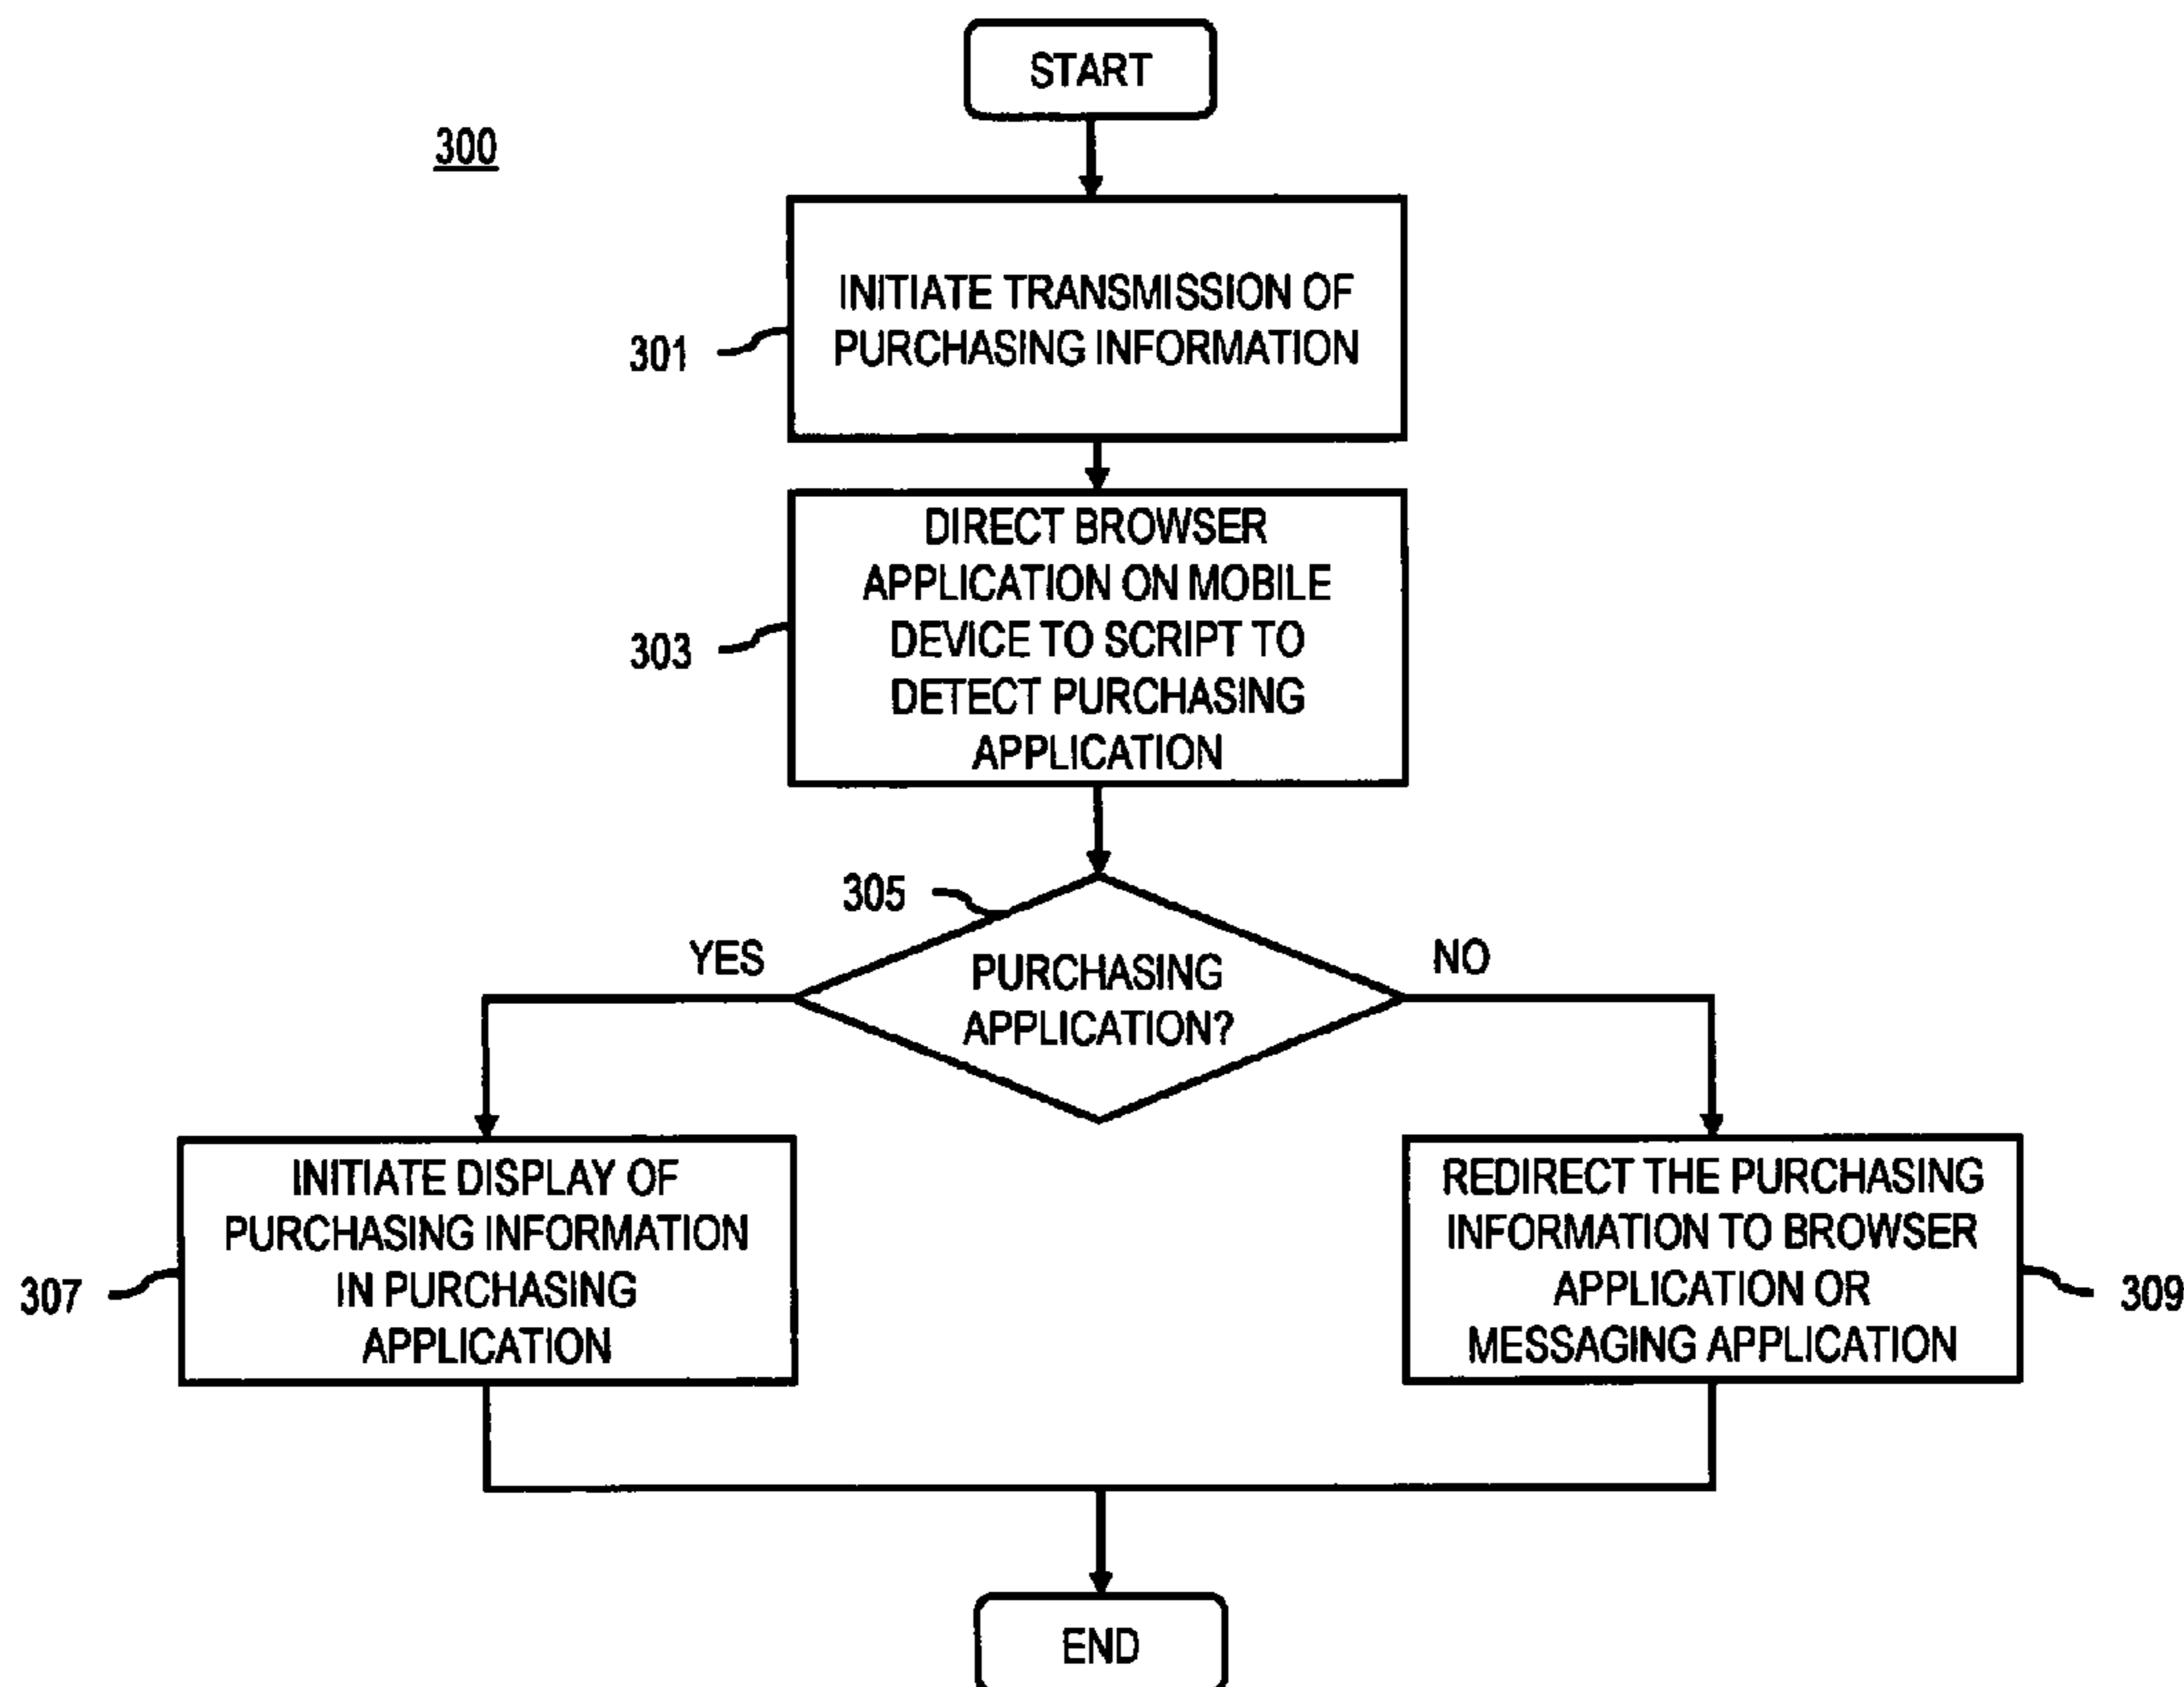 START
300
INITIATE TRANSMISSION OF
PURCHASING INFORMATION
301
DIRECT BROWSER
APPLICATION ON MOBILE
DEVICE TO SCRIPT TO
DETECT PURCHASING
APPLICATION
303
305
YES
PURCHASING
APPLICATION?
NO
INITIATE DISPLAY OF
PURCHASING INFORMATION
IN PURCHASING
APPLICATION
307
REDIRECT THE PURCHASING
INFORMATION TO BROWSER
APPLICATION OR
MESSAGING APPLICATION
309
END